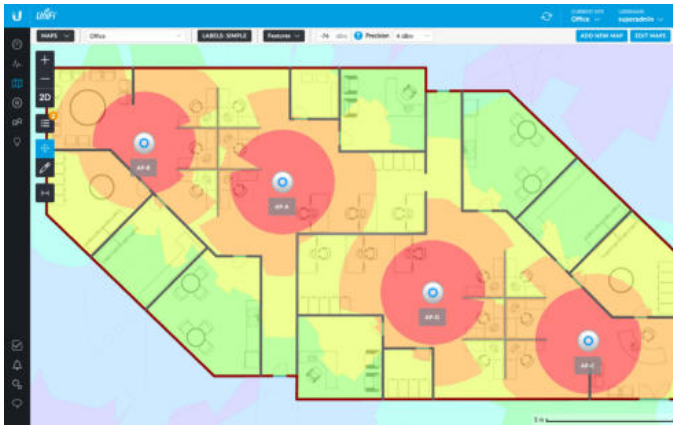 UniFi
CURRENT SITE
Office
USERNAME
superadmin
MAPS
Office
LABELS: SIMPLE
Features
-74 dBm
Precision
4 dBm
ADD NEW MAP
EDIT MAPS
+
−
2D
AP-B
AP-A
AP-D
AP-C
5 m